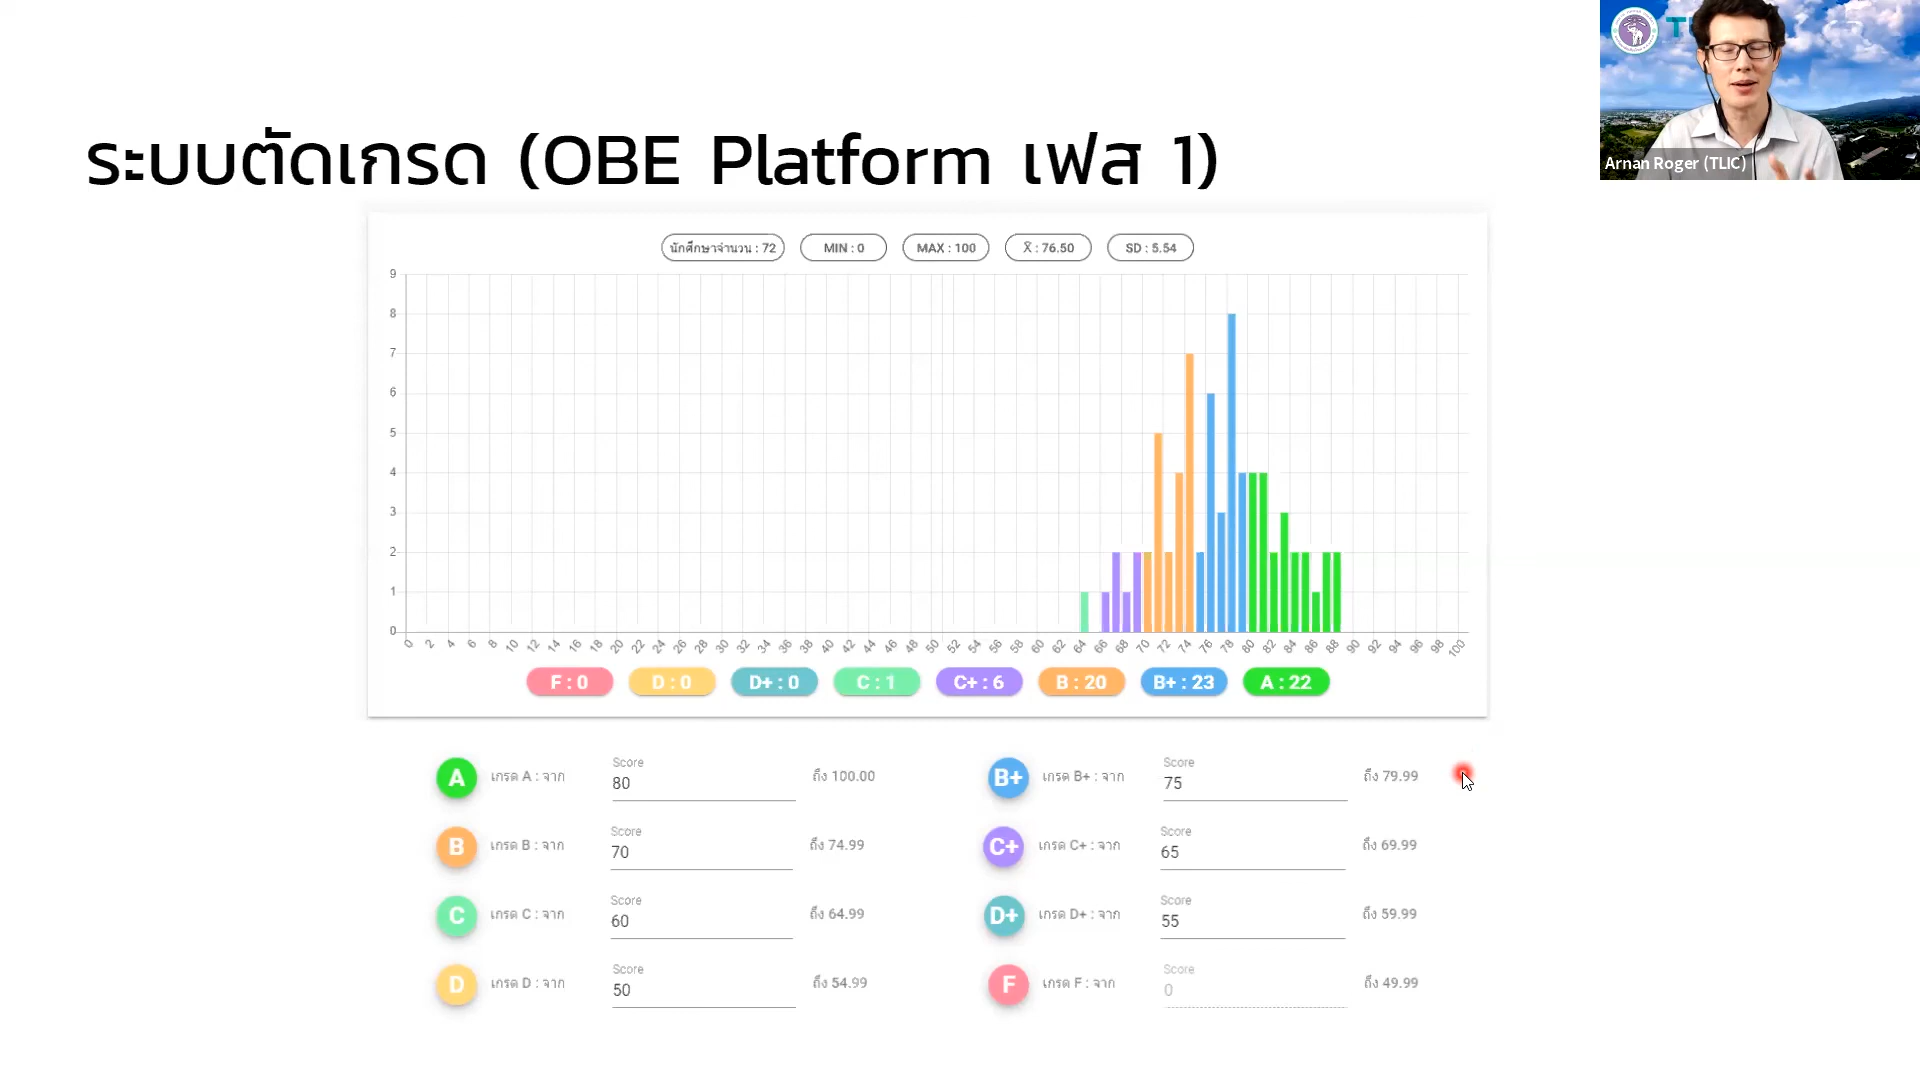 Arnan Roger (TLIC)
ระบบตัดเกรด (OBE Platform เฟส 1)
นักศึกษาจำนวน : 72 MIN : 0 MAX : 100 X̄ : 76.50 SD : 5.54
9
8
7
6
5
4
3
2
1
0
0 2 4 6 8 10 12 14 16 18 20 22 24 26 28 30 32 34 36 38 40 42 44 46 48 50 52 54 56 58 60 62 64 66 68 70 72 74 76 78 80 82 84 86 88 90 92 94 96 98 100
F : 0 D : 0 D+ : 0 C : 1 C+ : 6 B : 20 B+ : 23 A : 22
A เกรด A : จาก Score 80 ถึง 100.00 B+ เกรด B+ : จาก Score 75 ถึง 79.99
B เกรด B : จาก Score 70 ถึง 74.99 C+ เกรด C+ : จาก Score 65 ถึง 69.99
C เกรด C : จาก Score 60 ถึง 64.99 D+ เกรด D+ : จาก Score 55 ถึง 59.99
D เกรด D : จาก Score 50 ถึง 54.99 F เกรด F : จาก Score 0 ถึง 49.99